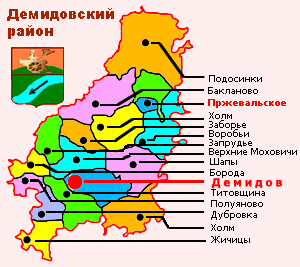 Демидовский
район
Подосинки
Бакланово
Пржевальское
Холм
Заборье
Воробьи
Запрудье
Верхние Моховичи
Шапы
Борода
Демидов
Титовщина
Полуяново
Дубровка
Холм
Жичицы